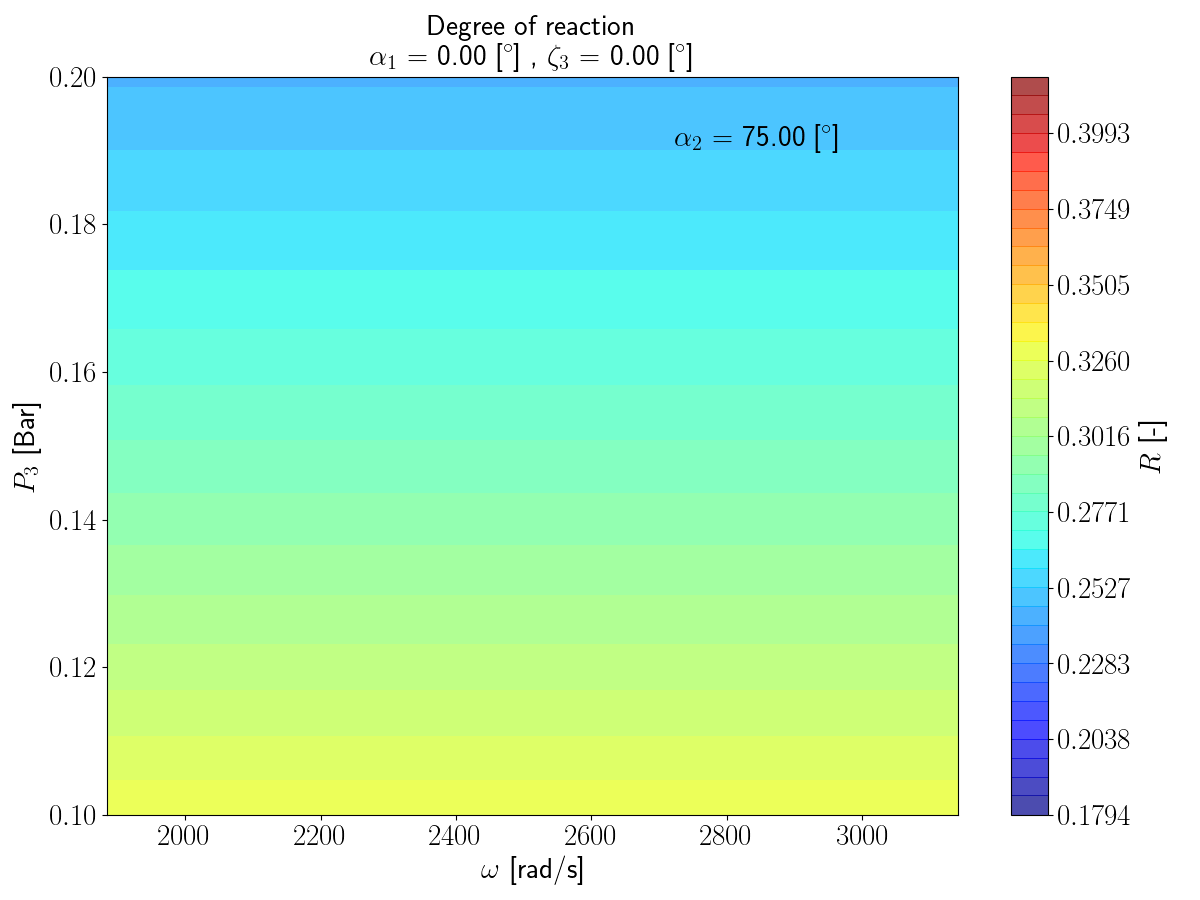 Degree of reaction
α₁ = 0.00 [°] , ζ₃ = 0.00 [°]
0.20
0.18
0.16
0.14
0.12
0.10
P₃ [Bar]
α₂ = 75.00 [°]
2000 2200 2400 2600 2800 3000
ω [rad/s]
0.3993
0.3749
0.3505
0.3260
0.3016
0.2771
0.2527
0.2283
0.2038
0.1794
R [-]